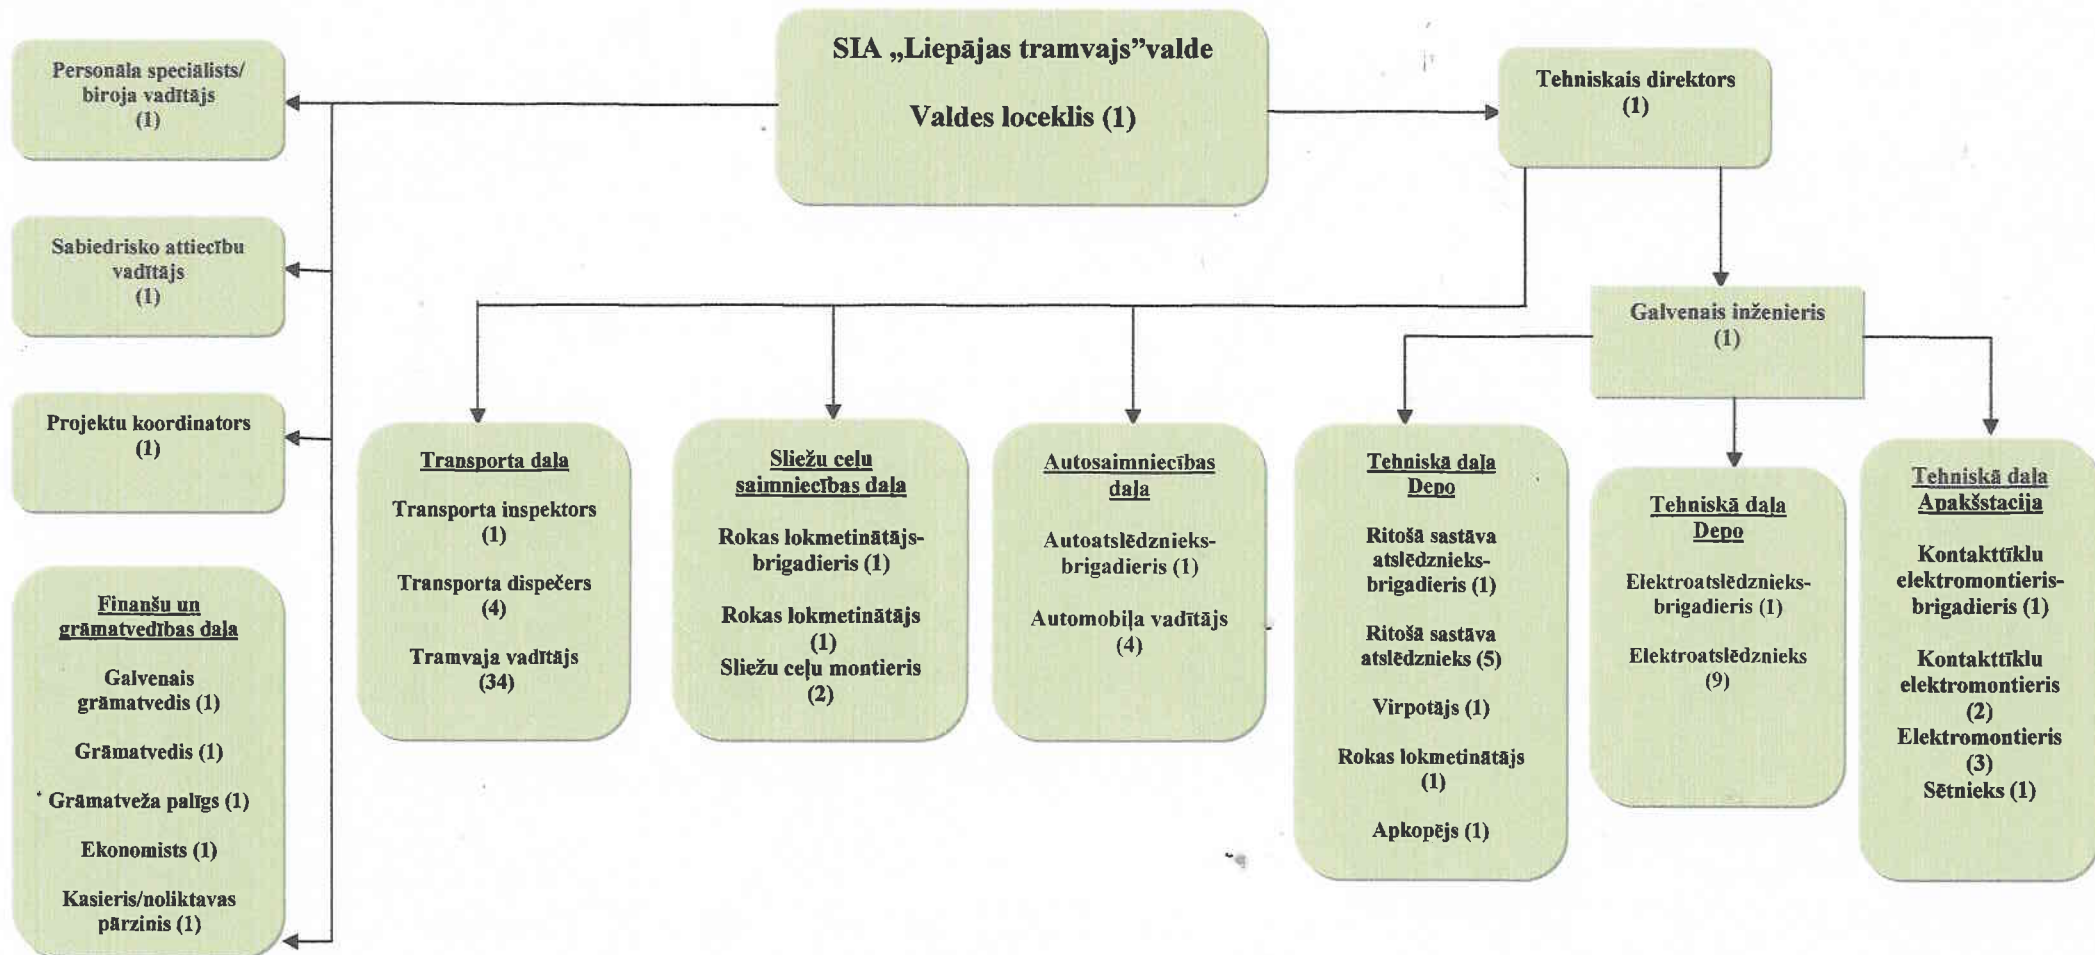 SIA „Liepājas tramvajs”valde
Valdes loceklis (1)
Personāla speciālists/
biroja vadītājs
(1)
Sabiedrisko attiecību
vadītājs
(1)
Projektu koordinators
(1)
Finanšu un
grāmatvedības daļa
Galvenais
grāmatvedis (1)
Grāmatvedis (1)
Grāmatveža palīgs (1)
Ekonomists (1)
Kasieris/noliktavas
pārzinis (1)
Tehniskais direktors
(1)
Galvenais inženieris
(1)
Transporta daļa
Transporta inspektors
(1)
Transporta dispečers
(4)
Tramvaja vadītājs
(34)
Sliežu ceļu
saimniecības daļa
Rokas lokmetinātājs-
brigadieris (1)
Rokas lokmetinātājs
(1)
Sliežu ceļu montieris
(2)
Autosaimniecības
daļa
Autoatslēdznieks-
brigadieris (1)
Automobiļa vadītājs
(4)
Tehniskā daļa
Depo
Ritošā sastāva
atslēdznieks-
brigadieris (1)
Ritošā sastāva
atslēdznieks (5)
Virpotājs (1)
Rokas lokmetinātājs
(1)
Apkopējs (1)
Tehniskā daļa
Depo
Elektroatslēdznieks-
brigadieris (1)
Elektroatslēdznieks
(9)
Tehniskā daļa
Apakšstacija
Kontakttīklu
elektromontieris-
brigadieris (1)
Kontakttīklu
elektromontieris
(2)
Elektromontieris
(3)
Sētnieks (1)